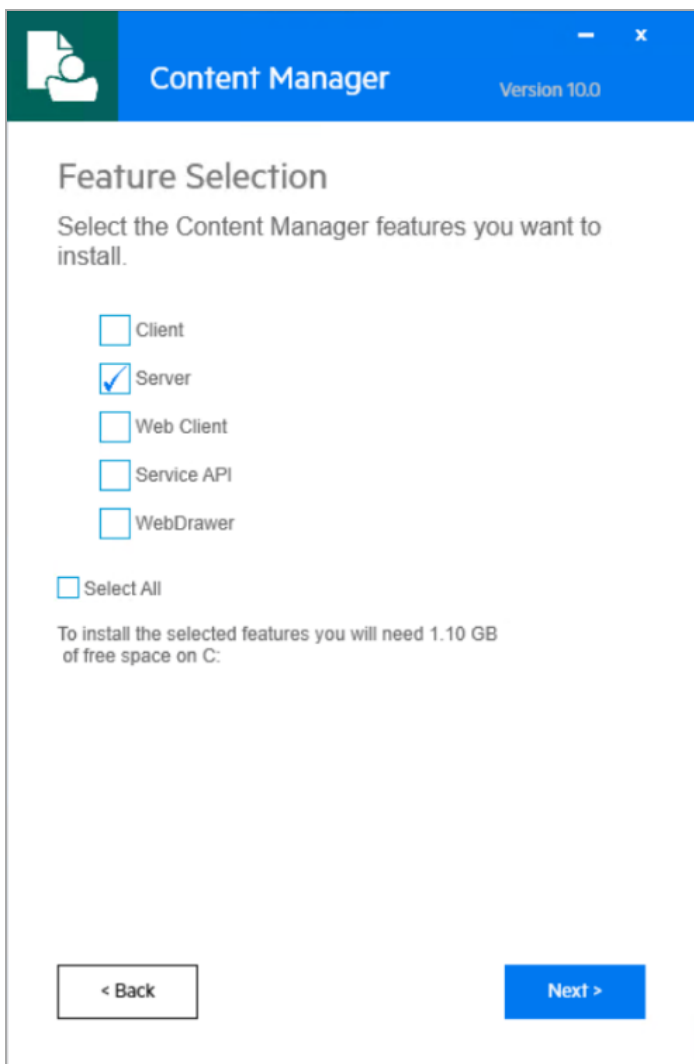 Content Manager
Version 10.0
x
Feature Selection
Select the Content Manager features you want to
install.
Client
Server
Web Client
Service API
WebDrawer
Select All
To install the selected features you will need 1.10 GB
of free space on C:
< Back
Next >